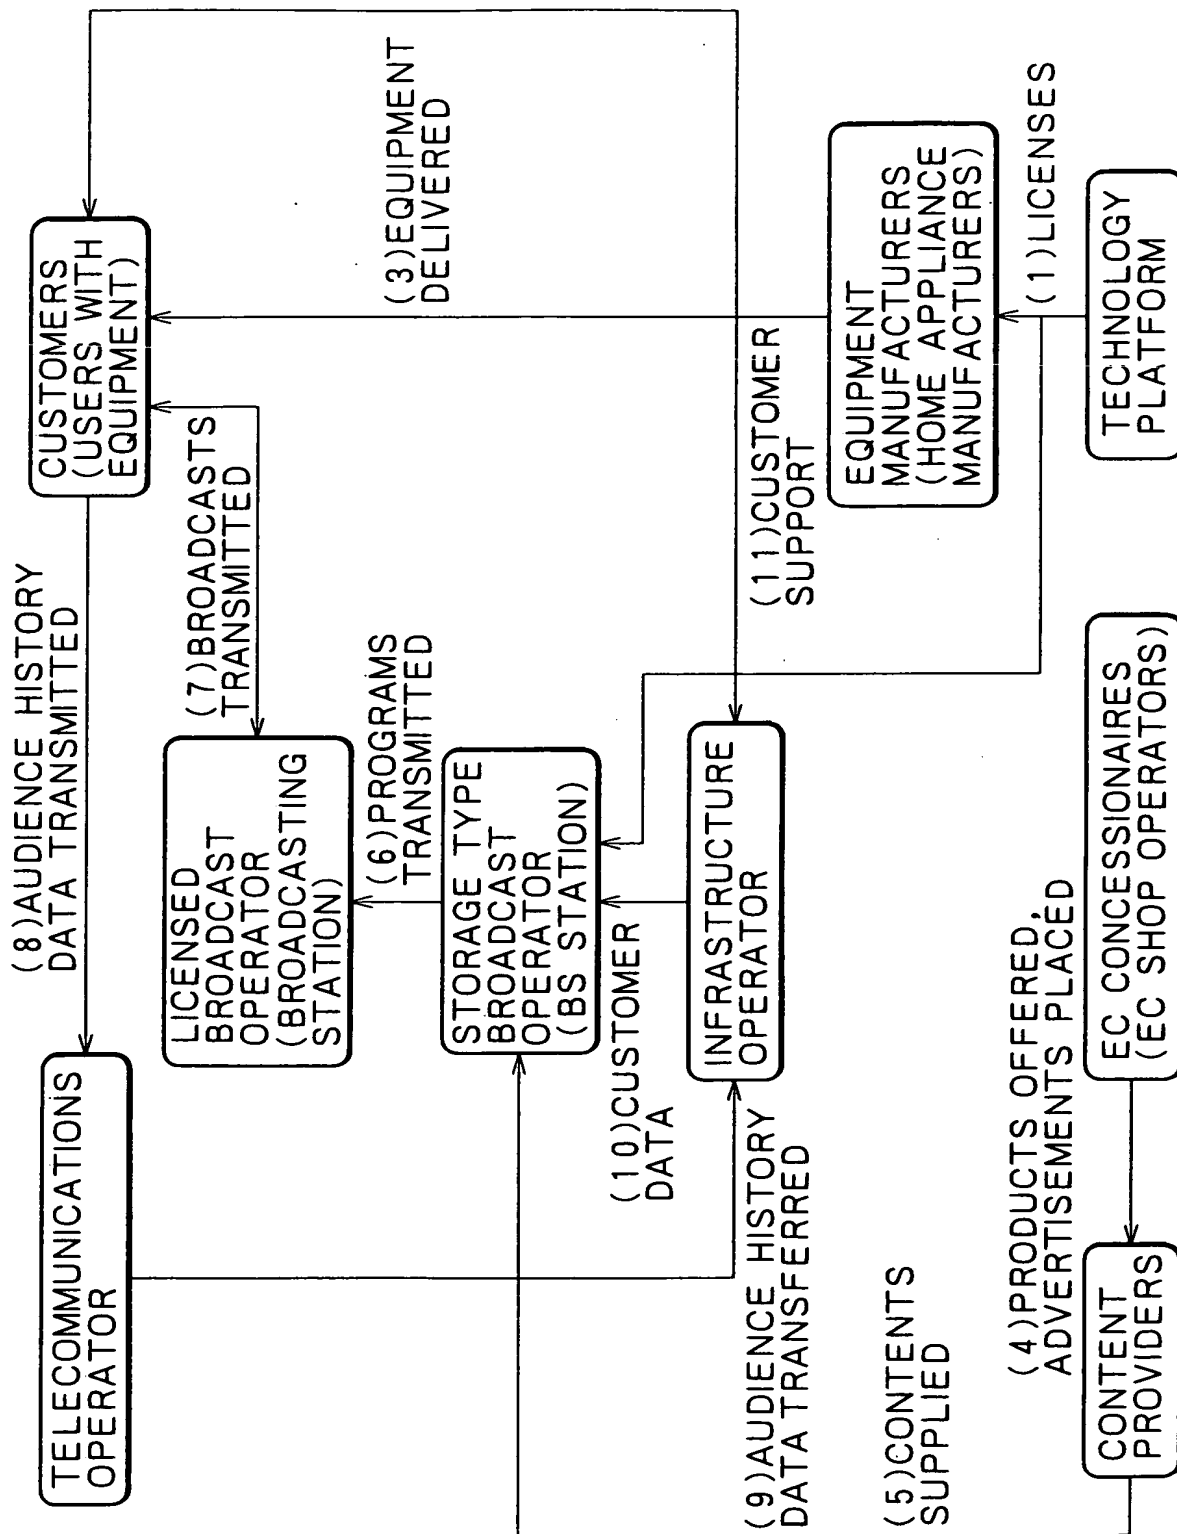 (8)AUDIENCE HISTORY
DATA TRANSMITTED
TELECOMMUNICATIONS
OPERATOR
CUSTOMERS
(USERS WITH
EQUIPMENT)
(7)BROADCASTS
TRANSMITTED
LICENSED
BROADCAST
OPERATOR
(BROADCASTING
STATION)
(3)EQUIPMENT
DELIVERED
(6)PROGRAMS
TRANSMITTED
STORAGE TYPE
BROADCAST
OPERATOR
(BS STATION)
(10)CUSTOMER
DATA
INFRASTRUCTURE
OPERATOR
(9)AUDIENCE HISTORY
DATA TRANSFERRED
(11)CUSTOMER
SUPPORT
EQUIPMENT
MANUFACTURERS
(HOME APPLIANCE
MANUFACTURERS)
(5)CONTENTS
SUPPLIED
(4)PRODUCTS OFFERED,
ADVERTISEMENTS PLACED
(1)LICENSES
CONTENT
PROVIDERS
EC CONCESSIONAIRES
(EC SHOP OPERATORS)
TECHNOLOGY
PLATFORM